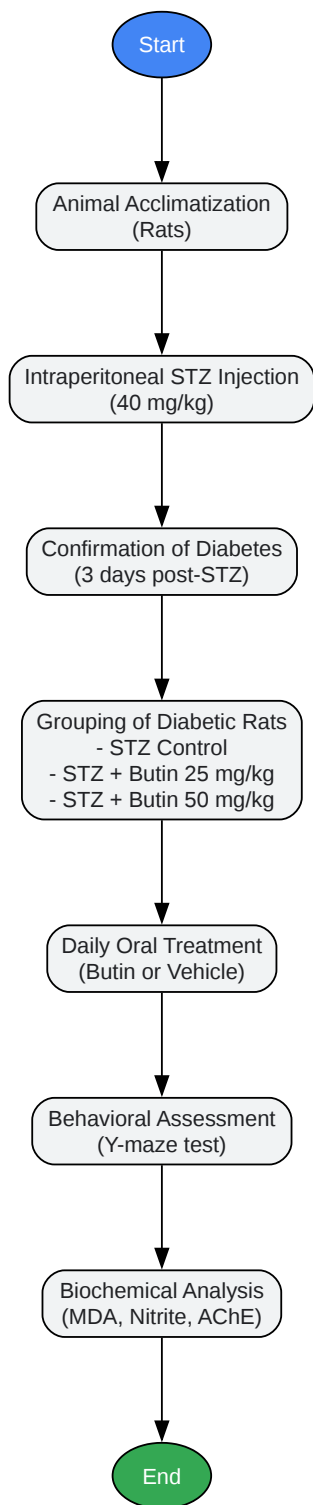 Start
Animal Acclimatization
(Rats)
Intraperitoneal STZ Injection
(40 mg/kg)
Confirmation of Diabetes
(3 days post-STZ)
Grouping of Diabetic Rats
- STZ Control
- STZ + Butin 25 mg/kg
- STZ + Butin 50 mg/kg
Daily Oral Treatment
(Butin or Vehicle)
Behavioral Assessment
(Y-maze test)
Biochemical Analysis
(MDA, Nitrite, AChE)
End